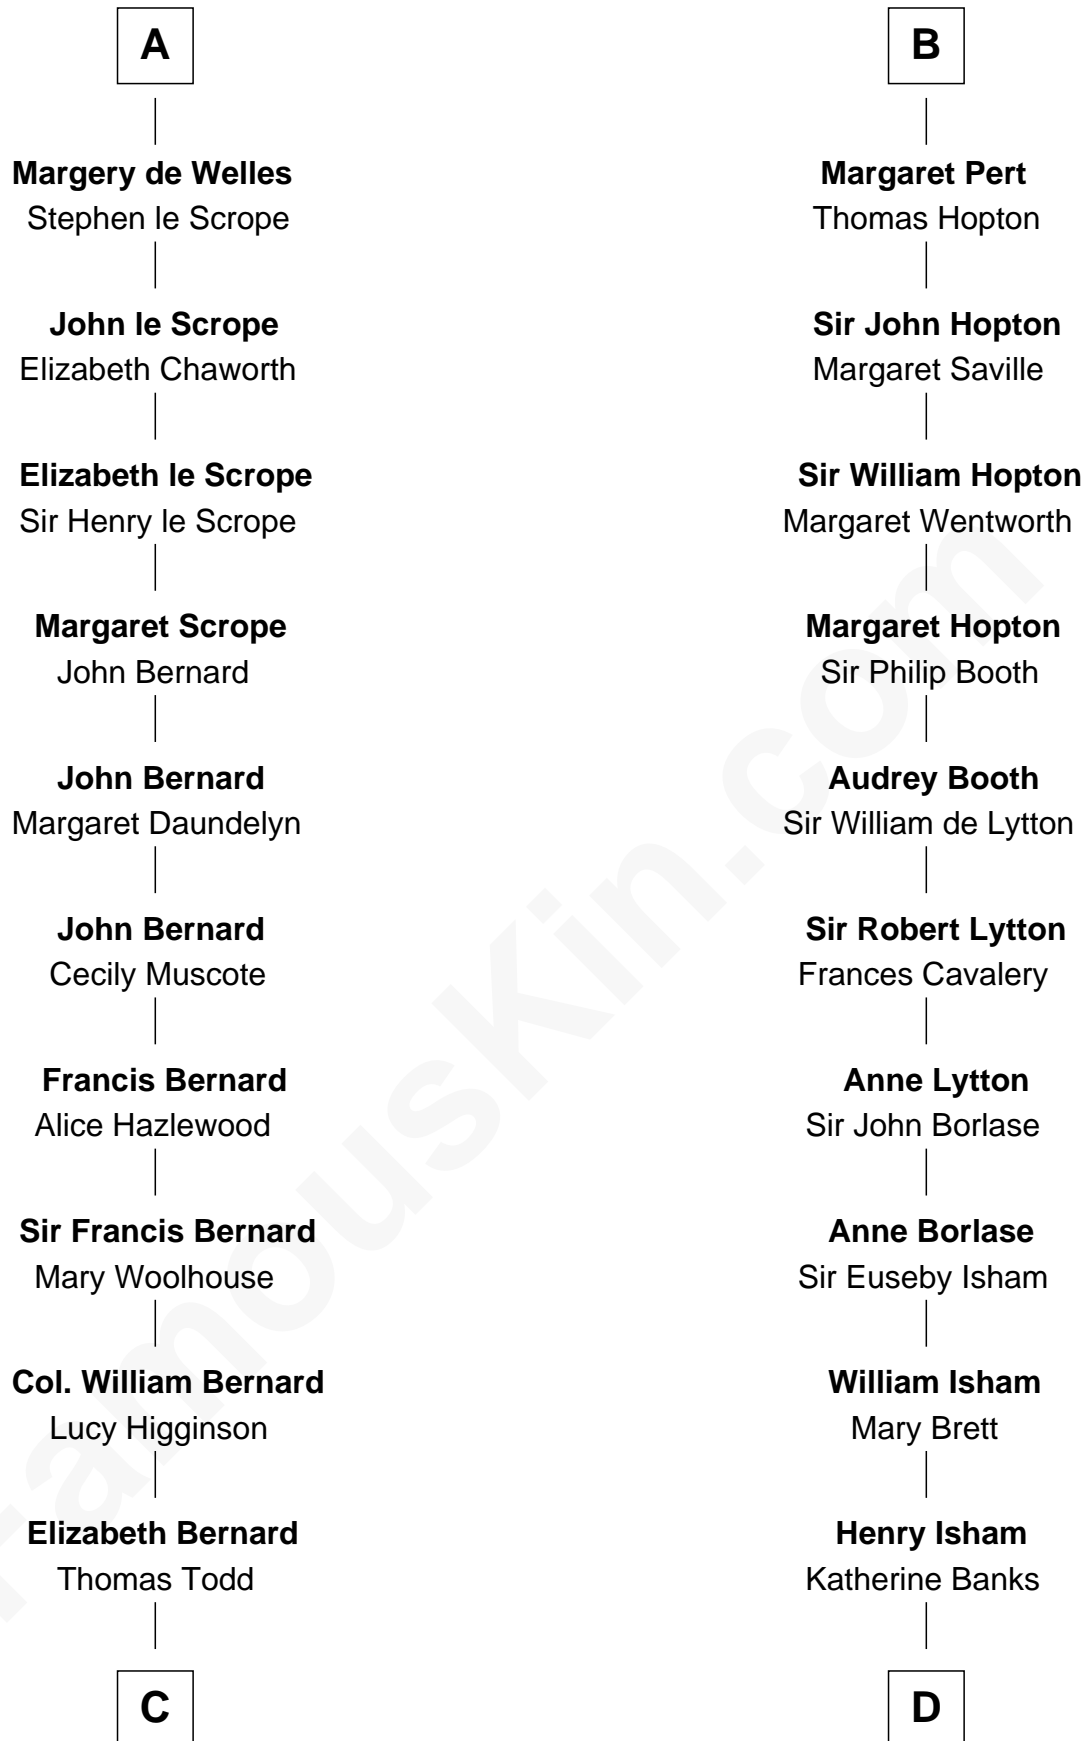 A
Margery de Welles
Stephen le Scrope
John le Scrope
Elizabeth Chaworth
Elizabeth le Scrope
Sir Henry le Scrope
Margaret Scrope
John Bernard
John Bernard
Margaret Daundelyn
John Bernard
Cecily Muscote
Francis Bernard
Alice Hazlewood
Sir Francis Bernard
Mary Woolhouse
Col. William Bernard
Lucy Higginson
Elizabeth Bernard
Thomas Todd
C
B
Margaret Pert
Thomas Hopton
Sir John Hopton
Margaret Saville
Sir William Hopton
Margaret Wentworth
Margaret Hopton
Sir Philip Booth
Audrey Booth
Sir William de Lytton
Sir Robert Lytton
Frances Cavalery
Anne Lytton
Sir John Borlase
Anne Borlase
Sir Euseby Isham
William Isham
Mary Brett
Henry Isham
Katherine Banks
D
FamousKin.com